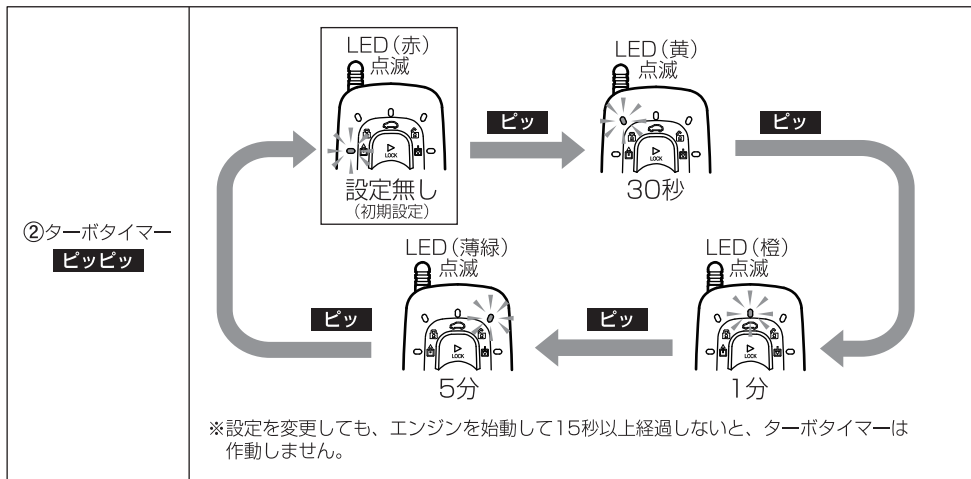 ②ターボタイマー
ピッピッ
LED(赤)
点滅
LOCK
設定無し
(初期設定)
ピッ
LED(黄)
点滅
LOCK
30秒
ピッ
LED(橙)
点滅
LOCK
1分
ピッ
LED(薄緑)
点滅
LOCK
5分
ピッ
※設定を変更しても、エンジンを始動して15秒以上経過しないと、ターボタイマーは
作動しません。